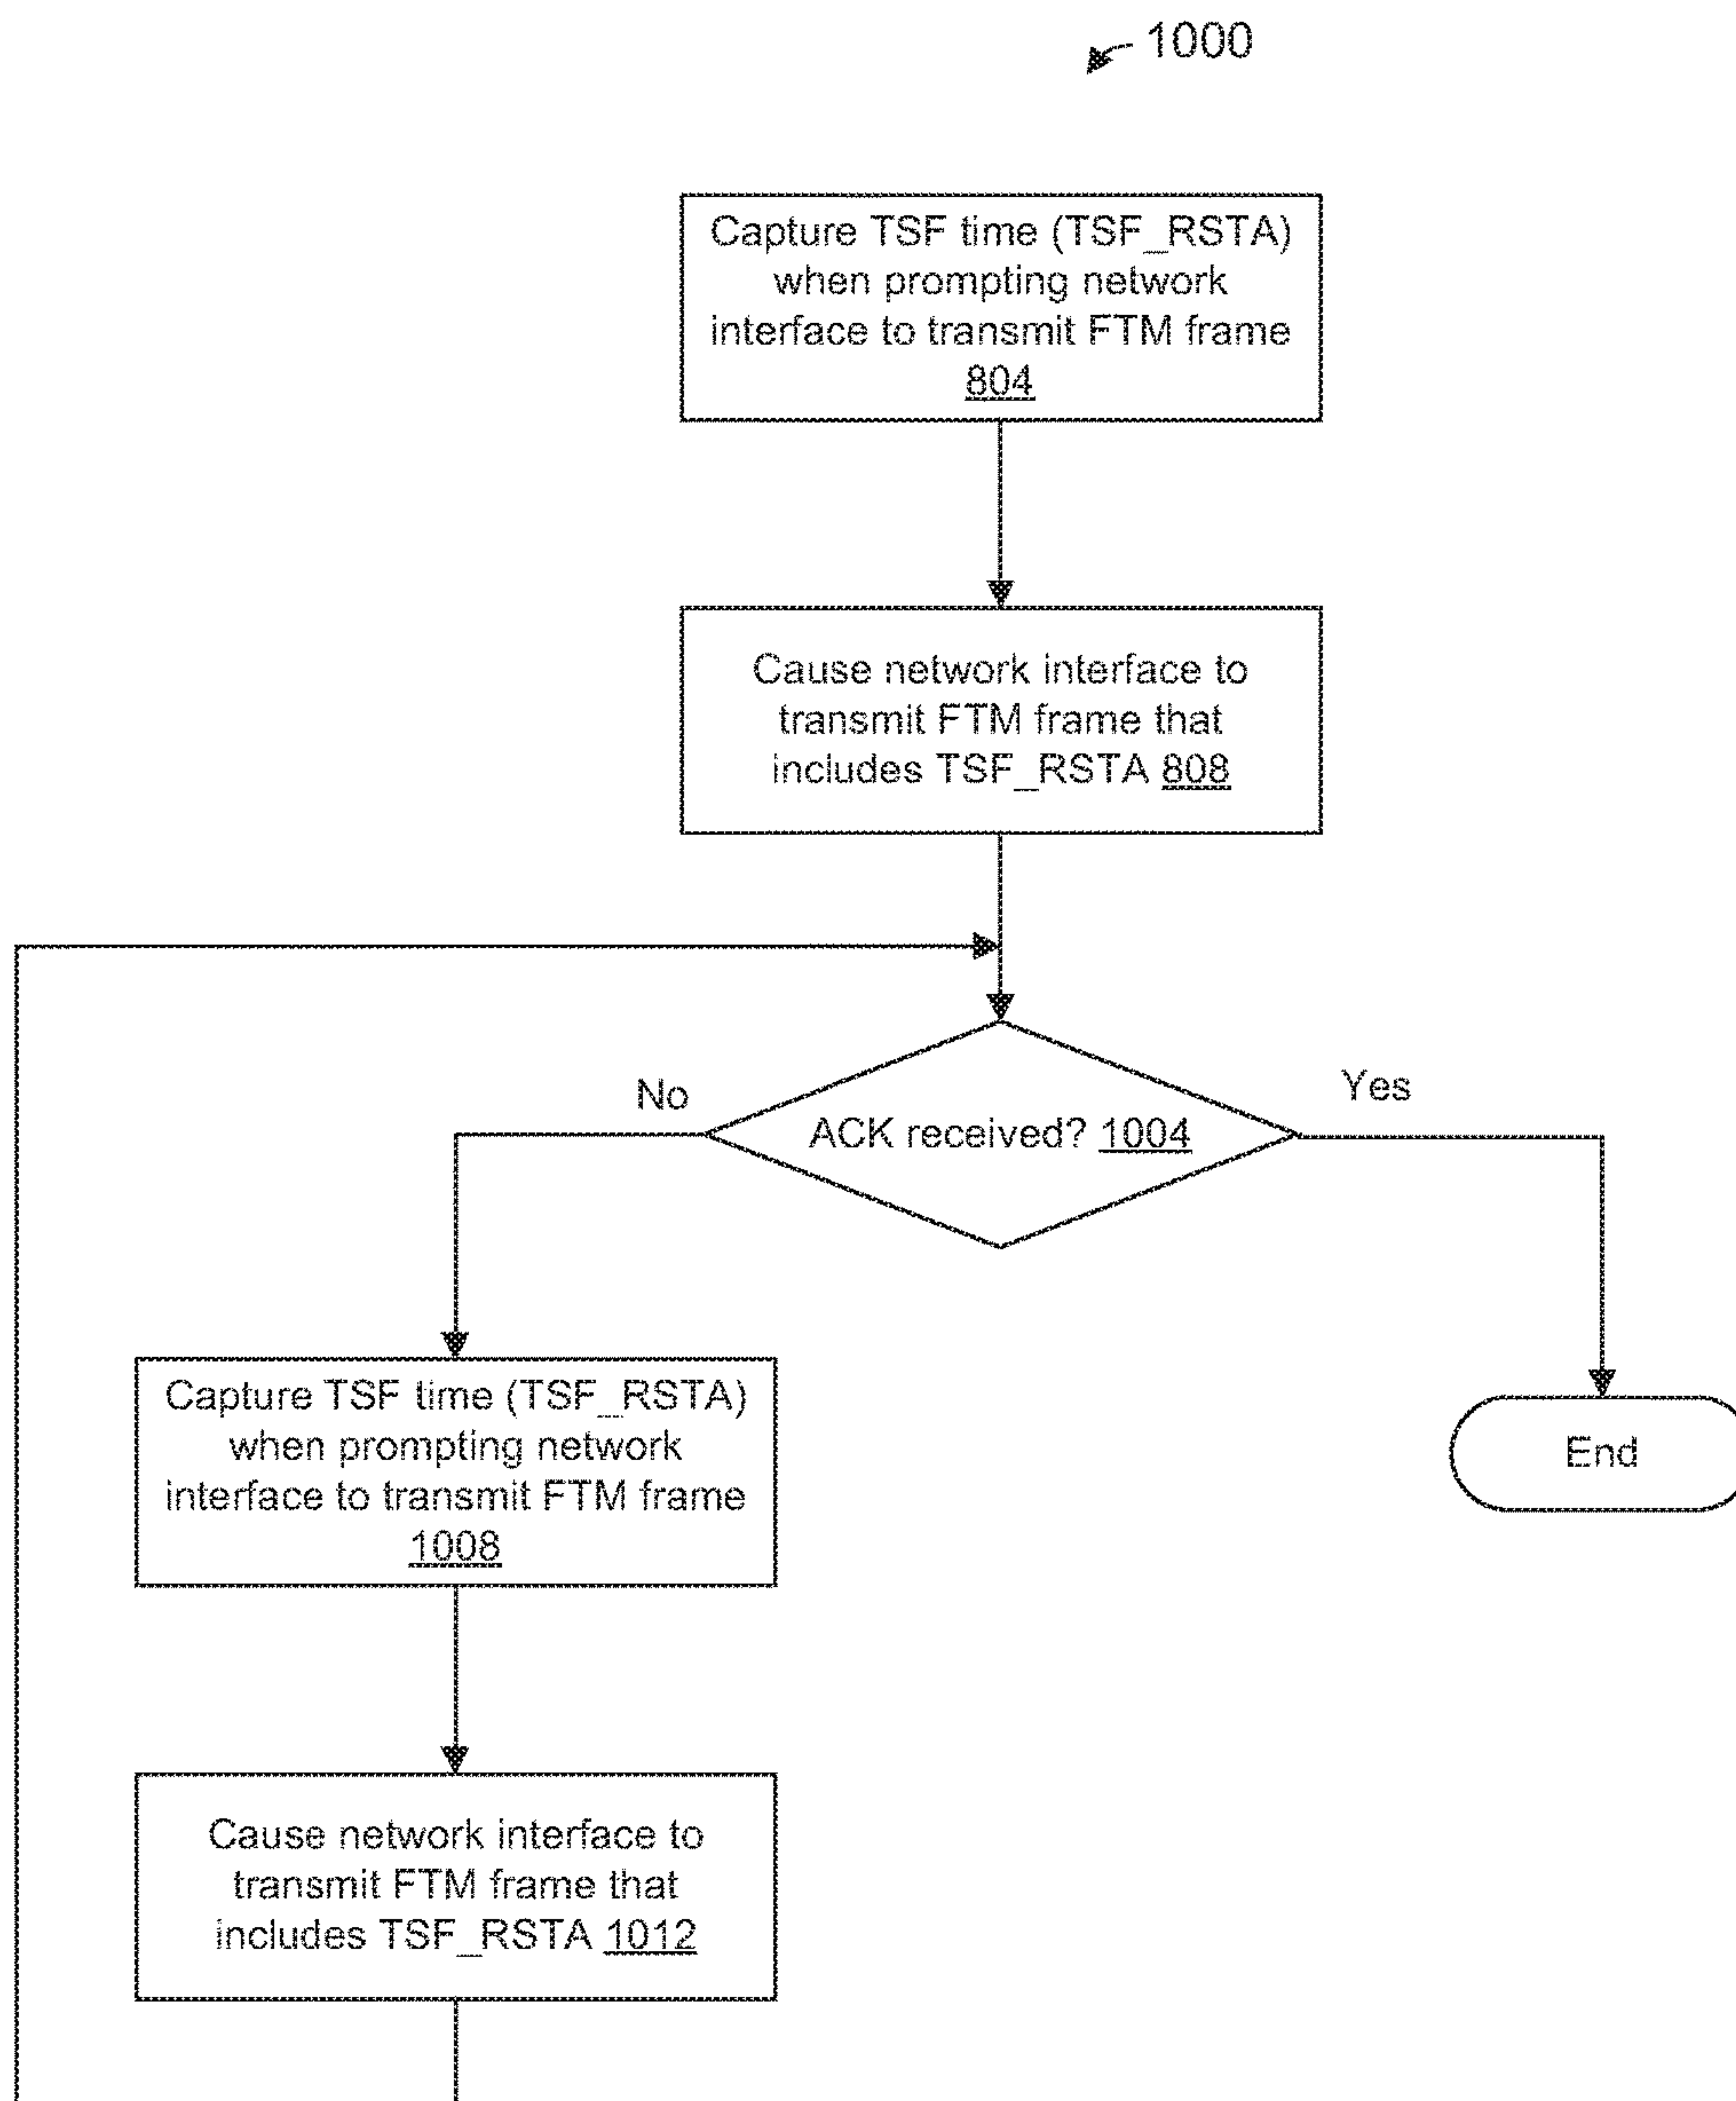 1000
Capture TSF time (TSF_RSTA)
when prompting network
interface to transmit FTM frame
804
Cause network interface to
transmit FTM frame that
includes TSF_RSTA 808
No
Yes
ACK received? 1004
Capture TSF time (TSF_RSTA)
when prompting network
interface to transmit FTM frame
1008
End
Cause network interface to
transmit FTM frame that
includes TSF_RSTA 1012